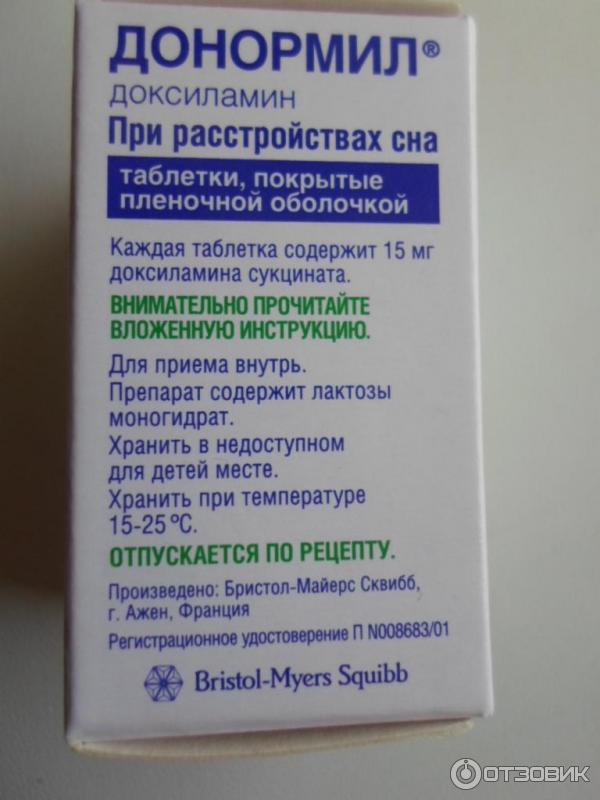 ДОНОРМИЛ®
доксиламин
При расстройствах сна
таблетки, покрытые
пленочной оболочкой
Каждая таблетка содержит 15 мг
доксиламина сукцината.
ВНИМАТЕЛЬНО ПРОЧИТАЙТЕ
ВЛОЖЕННУЮ ИНСТРУКЦИЮ.
Для приема внутрь.
Препарат содержит лактозы
моногидрат.
Хранить в недоступном
для детей месте.
Хранить при температуре
15-25 °С.
ОТПУСКАЕТСЯ ПО РЕЦЕПТУ.
Произведено: Бристол-Майерс Сквибб,
г. Ажен, Франция
Регистрационное удостоверение П N008683/01
Bristol-Myers Squibb
ОТЗОВИК